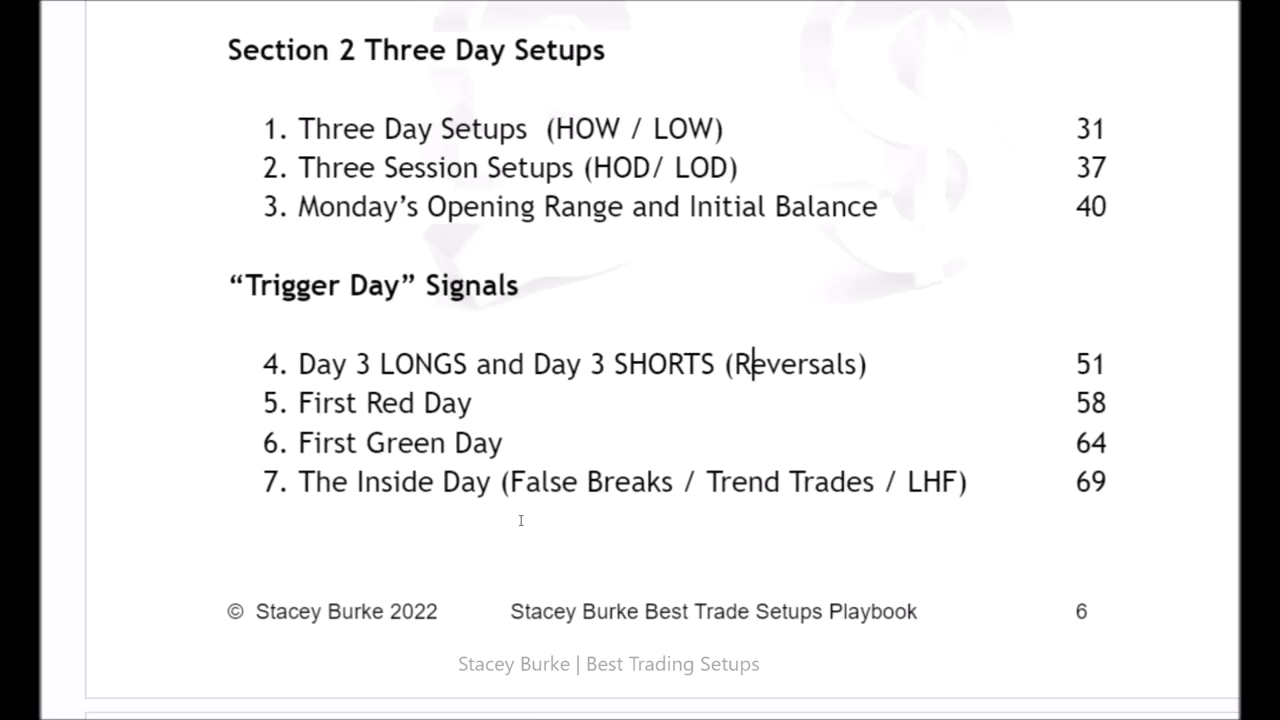 Section 2 Three Day Setups
1. Three Day Setups (HOW / LOW) 31
2. Three Session Setups (HOD/ LOD) 37
3. Monday’s Opening Range and Initial Balance 40
“Trigger Day” Signals
4. Day 3 LONGS and Day 3 SHORTS (Reversals) 51
5. First Red Day 58
6. First Green Day 64
7. The Inside Day (False Breaks / Trend Trades / LHF) 69
© Stacey Burke 2022 Stacey Burke Best Trade Setups Playbook 6
Stacey Burke | Best Trading Setups